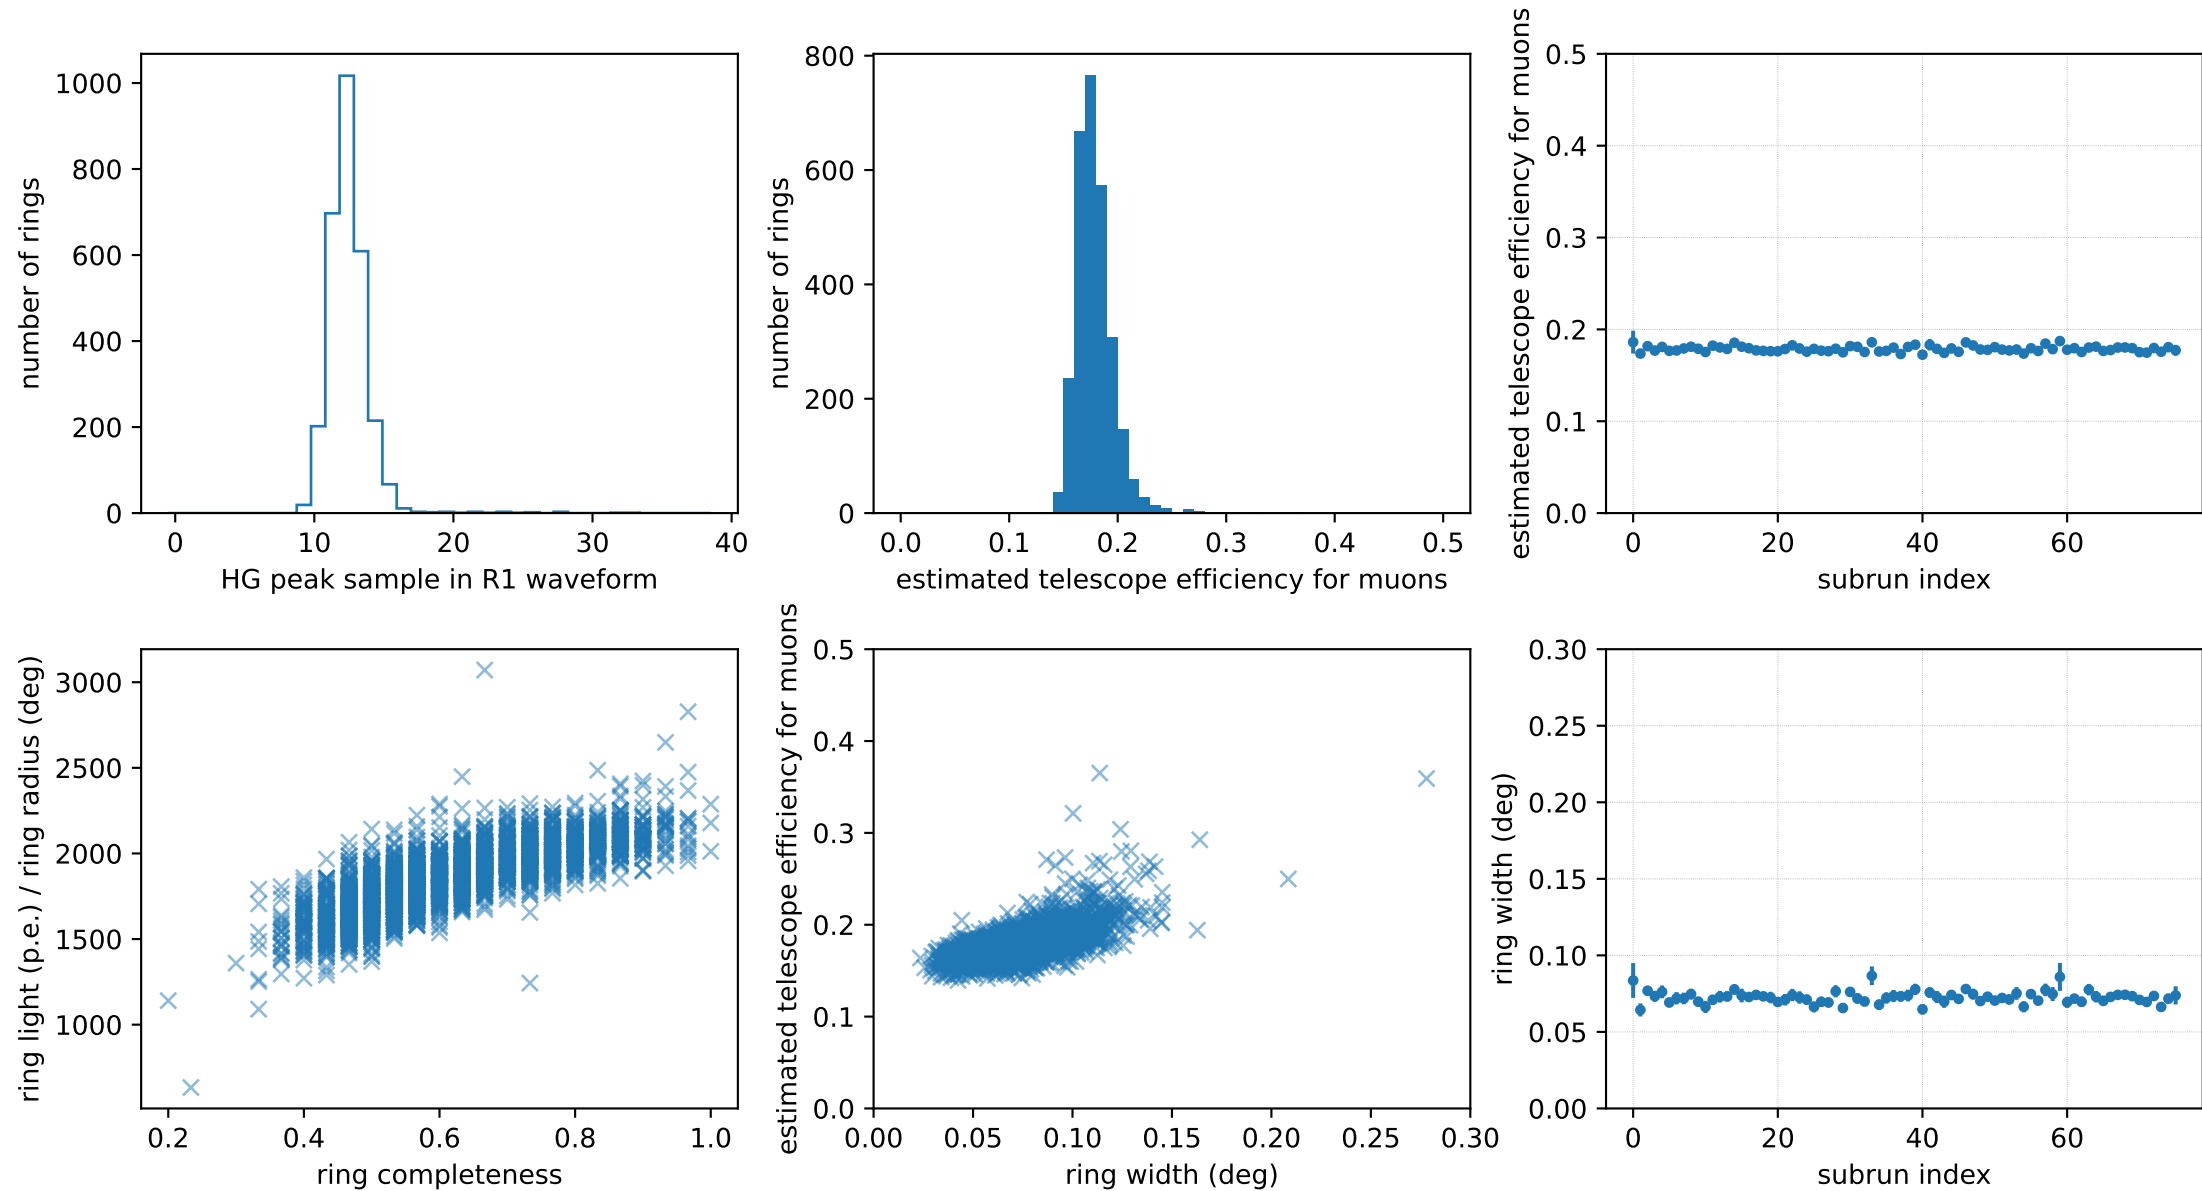 1000
800
600
400
200
0
number of rings
0 10 20 30 40
HG peak sample in R1 waveform
800
600
400
200
0
number of rings
0.0 0.1 0.2 0.3 0.4 0.5
estimated telescope efficiency for muons
0.5
0.4
0.3
0.2
0.1
0.0
estimated telescope efficiency for muons
0 20 40 60
subrun index
3000
2500
2000
1500
1000
ring light (p.e.) / ring radius (deg)
0.2 0.4 0.6 0.8 1.0
ring completeness
0.5
0.4
0.3
0.2
0.1
0.0
estimated telescope efficiency for muons
0.00 0.05 0.10 0.15 0.20 0.25 0.30
ring width (deg)
0.30
0.25
0.20
0.15
0.10
0.05
0.00
ring width (deg)
0 20 40 60
subrun index